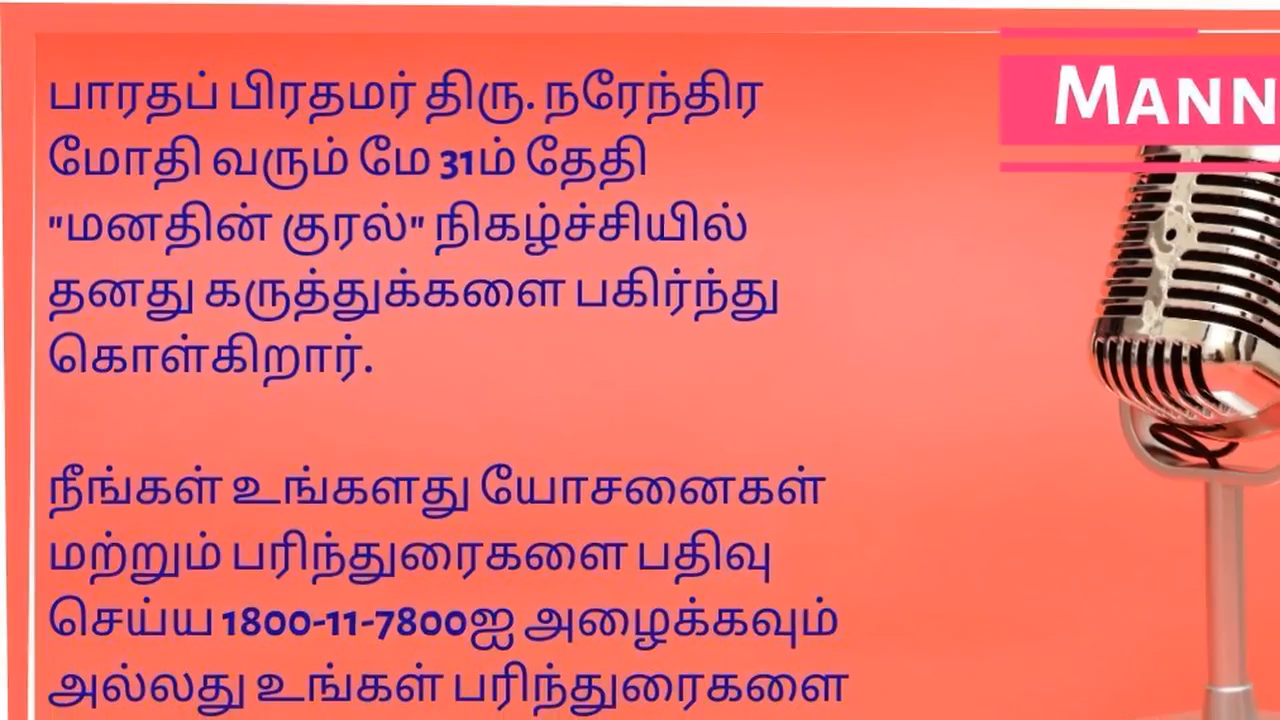 பாரதப் பிரதமர் திரு. நரேந்திர
மோதி வரும் மே 31ம் தேதி
"மனதின் குரல்" நிகழ்ச்சியில்
தனது கருத்துக்களை பகிர்ந்து
கொள்கிறார்.
நீங்கள் உங்களது யோசனைகள்
மற்றும் பரிந்துரைகளை பதிவு
செய்ய 1800-11-7800ஐ அழைக்கவும்
அல்லது உங்கள் பரிந்துரைகளை
MANN